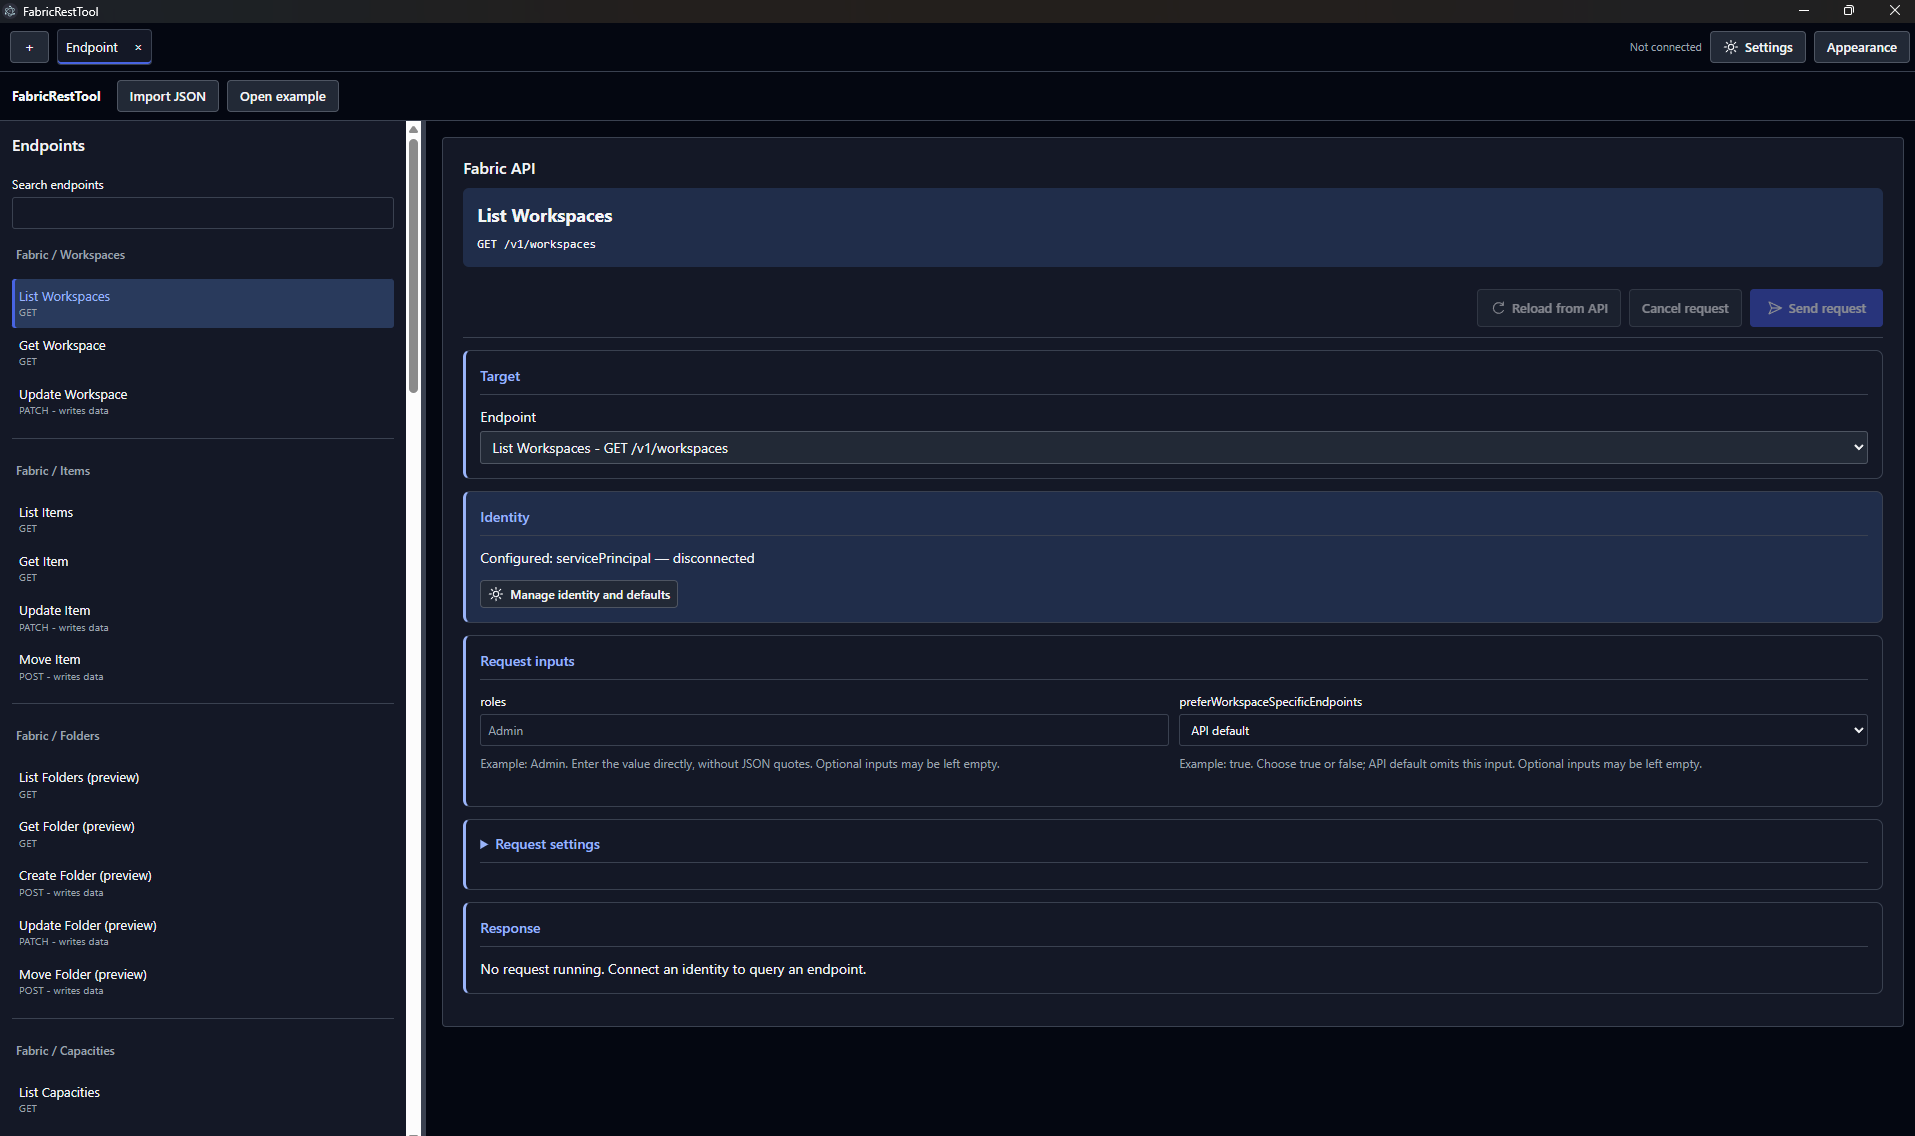 FabricRestTool
+ Endpoint × Not connected Settings Appearance
FabricRestTool Import JSON Open example
Endpoints
Search endpoints
Fabric / Workspaces
List Workspaces
GET
Get Workspace
GET
Update Workspace
PATCH - writes data
Fabric / Items
List Items
GET
Get Item
GET
Update Item
PATCH - writes data
Move Item
POST - writes data
Fabric / Folders
List Folders (preview)
GET
Get Folder (preview)
GET
Create Folder (preview)
POST - writes data
Update Folder (preview)
PATCH - writes data
Move Folder (preview)
POST - writes data
Fabric / Capacities
List Capacities
GET
Fabric API
List Workspaces
GET /v1/workspaces
Reload from API Cancel request Send request
Target
Endpoint
List Workspaces - GET /v1/workspaces
Identity
Configured: servicePrincipal — disconnected
Manage identity and defaults
Request inputs
roles
Admin
Example: Admin. Enter the value directly, without JSON quotes. Optional inputs may be left empty.
preferWorkspaceSpecificEndpoints
API default
Example: true. Choose true or false; API default omits this input. Optional inputs may be left empty.
Request settings
Response
No request running. Connect an identity to query an endpoint.